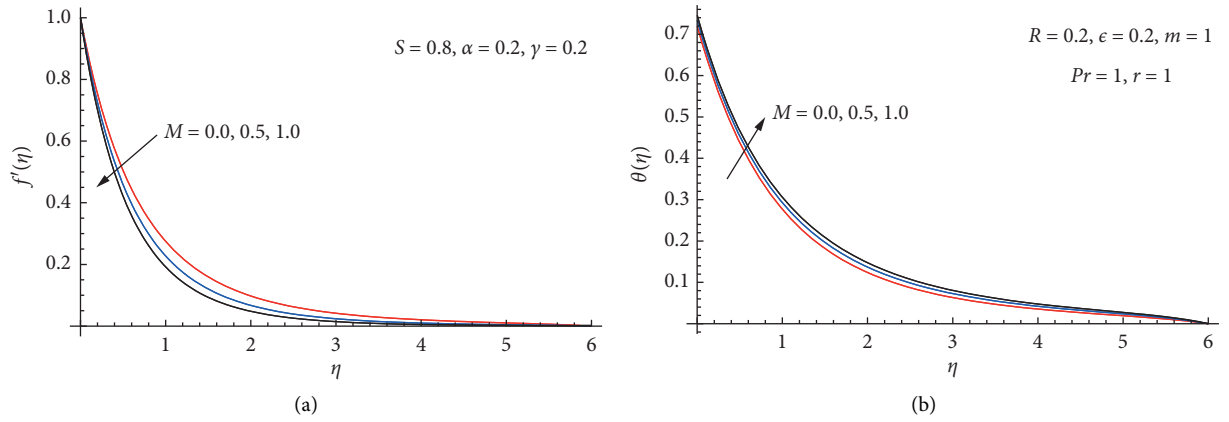 1.0
0.8
0.6
0.4
0.2
f′(η)
S = 0.8, α = 0.2, γ = 0.2
M = 0.0, 0.5, 1.0
1 2 3 4 5 6
η
(a)
0.7
0.6
0.5
0.4
0.3
0.2
0.1
0.0
θ(η)
R = 0.2, ϵ = 0.2, m = 1
Pr = 1, r = 1
M = 0.0, 0.5, 1.0
1 2 3 4 5 6
η
(b)